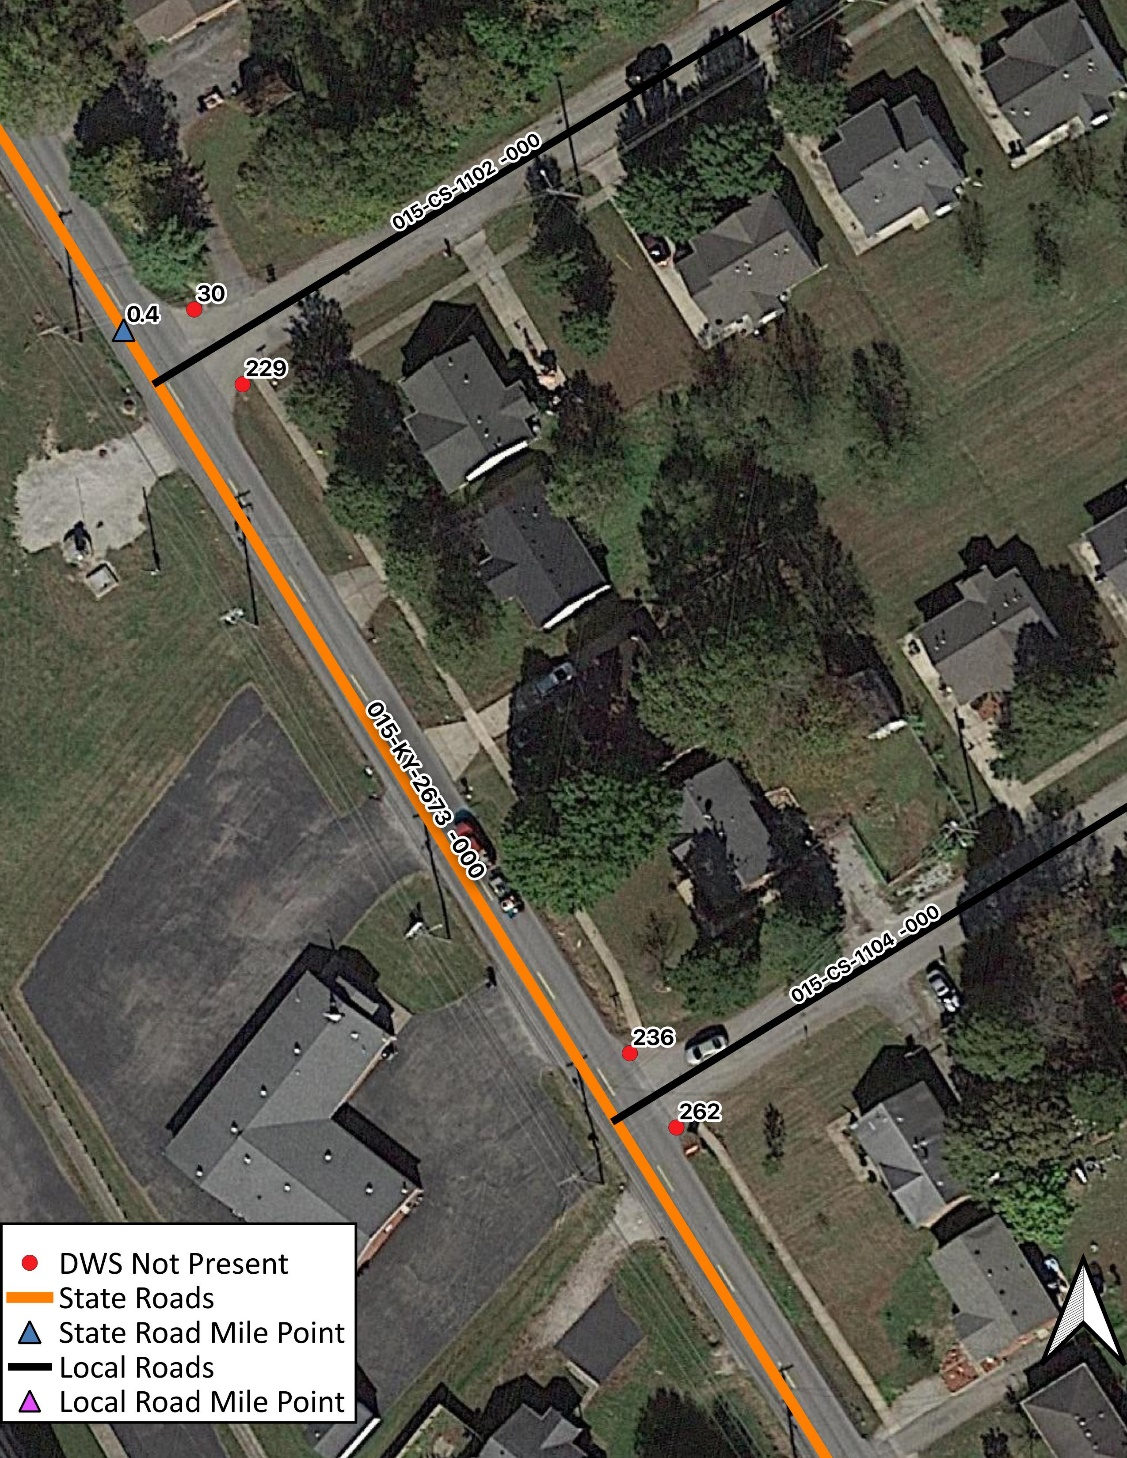 015-CS-1102 -000
30
0.4
229
015-KY-2673 -000
015-CS-1104 -000
236
262
DWS Not Present
State Roads
State Road Mile Point
Local Roads
Local Road Mile Point